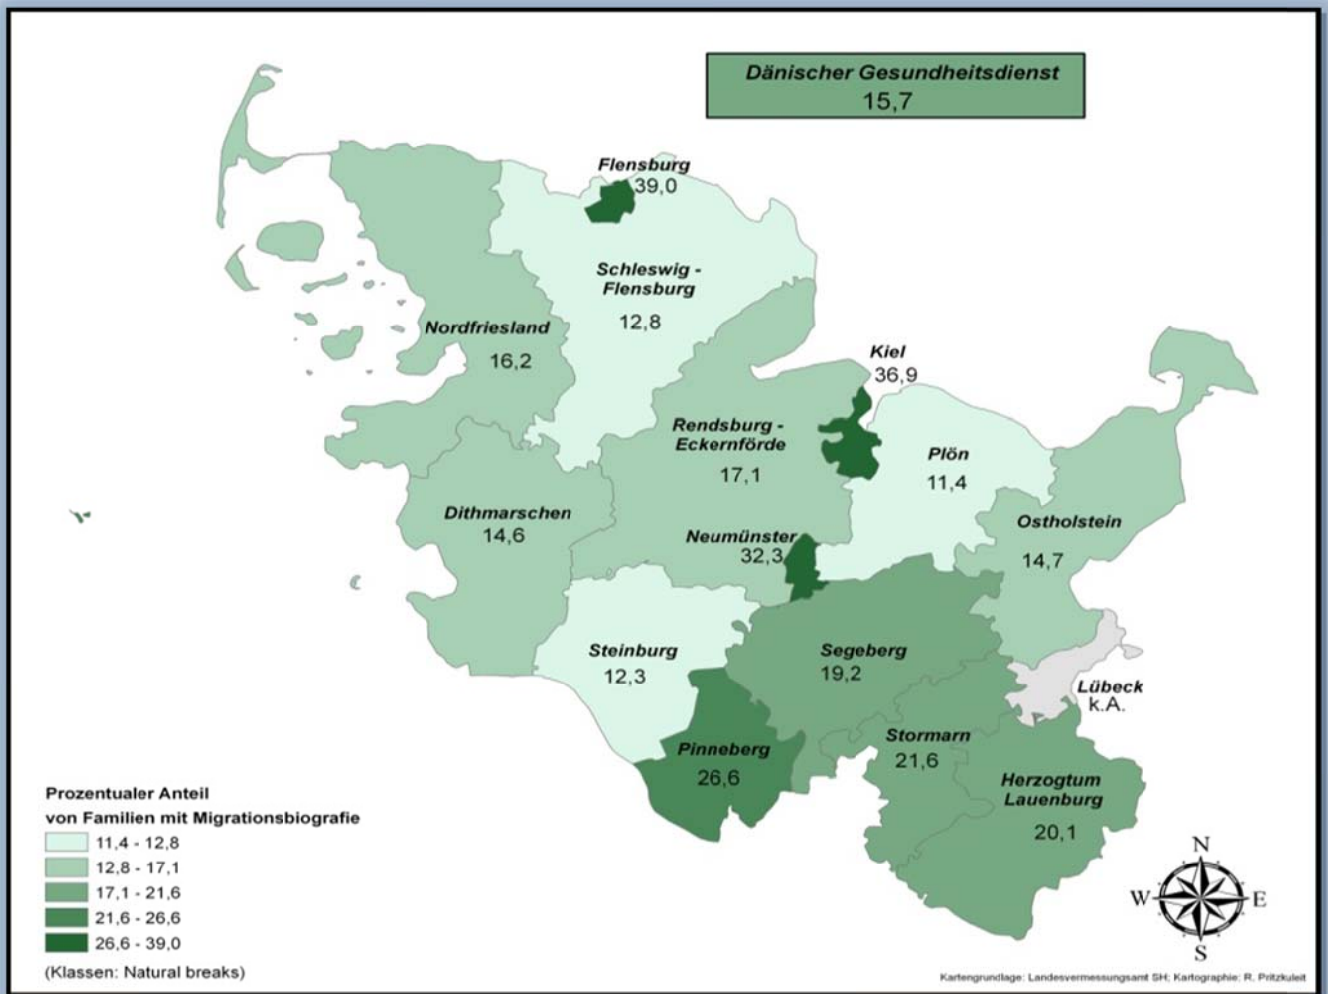 Dänischer Gesundheitsdienst
15,7
Flensburg
39,0
Schleswig -
Flensburg
12,8
Nordfriesland
16,2
Kiel
36,9
Rendsburg -
Eckernförde
17,1
Plön
11,4
Dithmarschen
14,6
Ostholstein
14,7
Neumünster
32,3
Steinburg
12,3
Segeberg
19,2
Lübeck
k.A.
Stormarn
21,6
Pinneberg
26,6
Herzogtum
Lauenburg
20,1
Prozentualer Anteil
von Familien mit Migrationsbiografie
11,4 - 12,8
12,8 - 17,1
17,1 - 21,6
21,6 - 26,6
26,6 - 39,0
(Klassen: Natural breaks)
N
W
E
S
Kartengrundlage: Landesvermessungsamt SH; Kartographie: R. Pritzkuleit